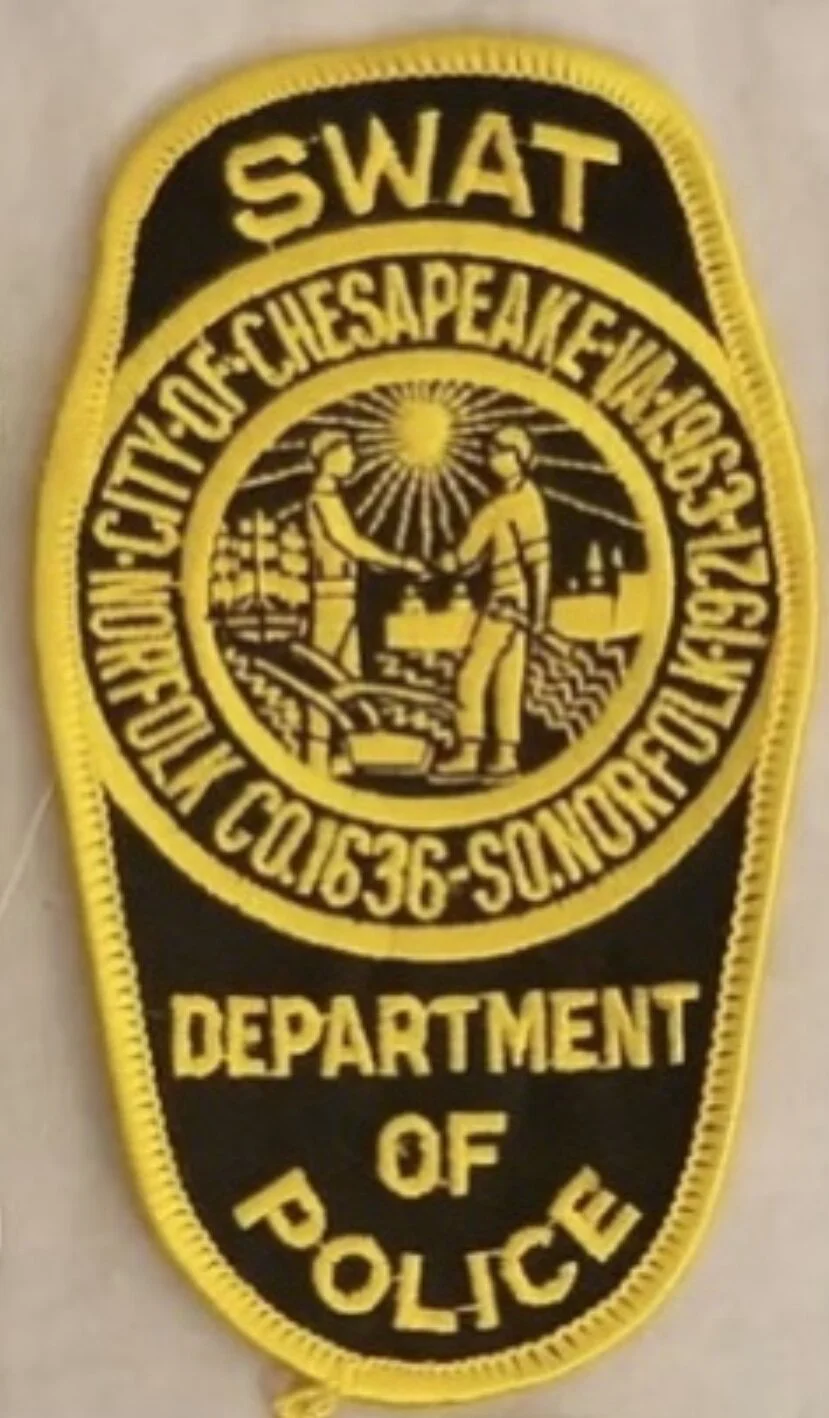 SWAT
·CITY·OF·CHESAPEAKE·VA·1963·
NORFOLK CO.1636-SO.NORFOLK·1921
DEPARTMENT
OF
POLICE